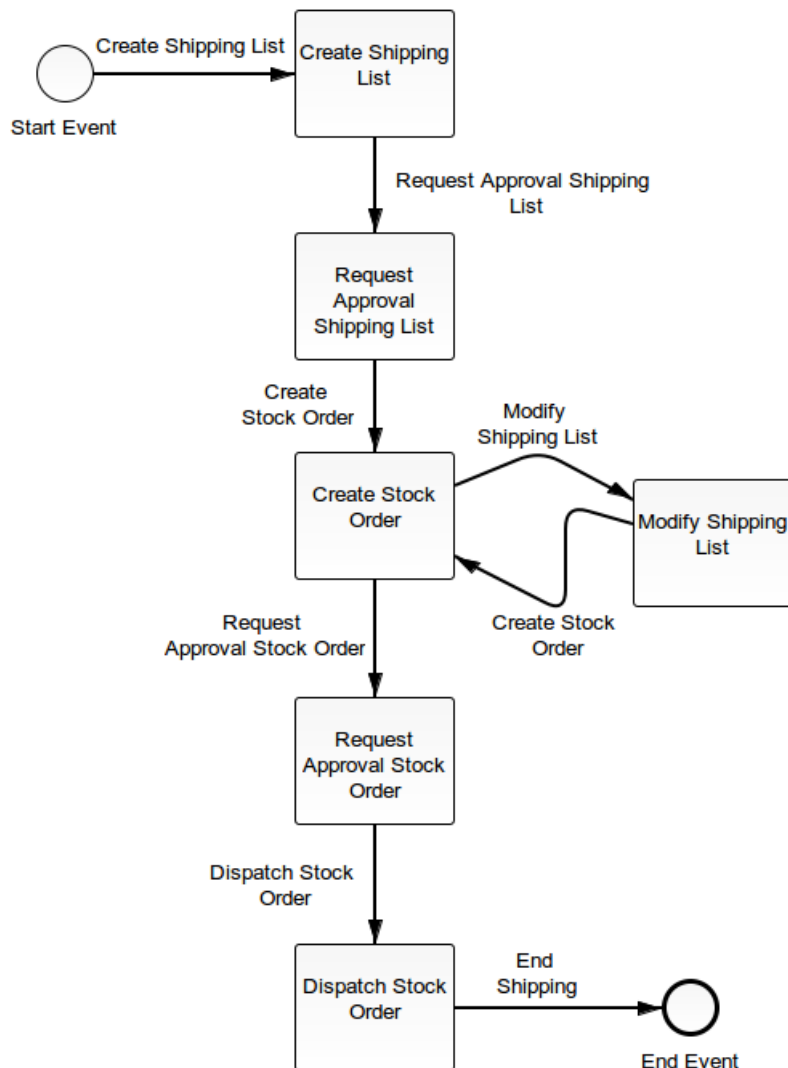 Create Shipping List
Start Event
Create Shipping
List
Request Approval Shipping
List
Request
Approval
Shipping List
Create
Stock Order
Create Stock
Order
Modify
Shipping List
Modify Shipping
List
Create Stock
Order
Request
Approval Stock Order
Request
Approval Stock
Order
Dispatch Stock
Order
Dispatch Stock
Order
End
Shipping
End Event